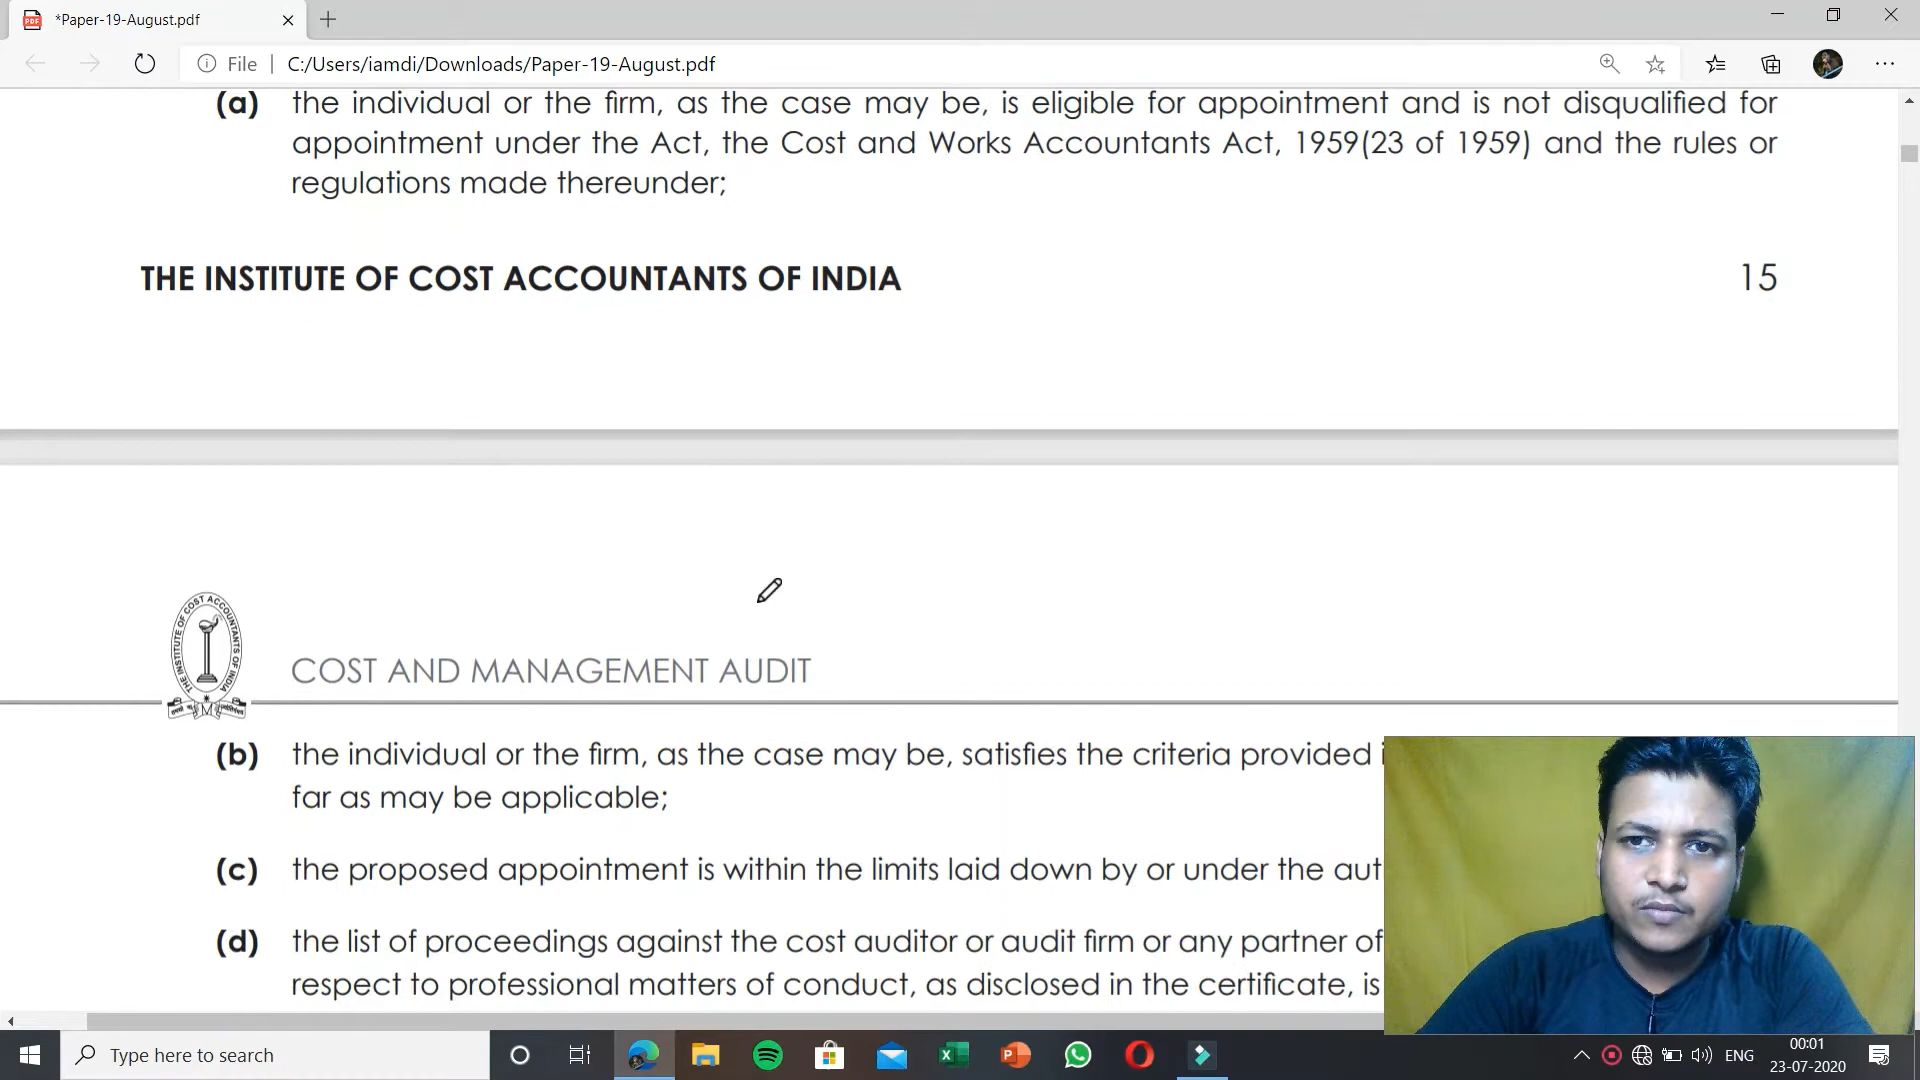 *Paper-19-August.pdf
File
C:/Users/iamdi/Downloads/Paper-19-August.pdf
(a) the individual or the firm, as the case may be, is eligible for appointment and is not disqualified for
appointment under the Act, the Cost and Works Accountants Act, 1959(23 of 1959) and the rules or
regulations made thereunder;
THE INSTITUTE OF COST ACCOUNTANTS OF INDIA 15
THE INSTITUTE OF COST ACCOUNTANTS OF INDIA
COST AND MANAGEMENT AUDIT
(b) the individual or the firm, as the case may be, satisfies the criteria provided
far as may be applicable;
(c) the proposed appointment is within the limits laid down by or under the
(d) the list of proceedings against the cost auditor or audit firm or any partner of
respect to professional matters of conduct, as disclosed in the certificate, is
Type here to search
ENG
00:01
23-07-2020